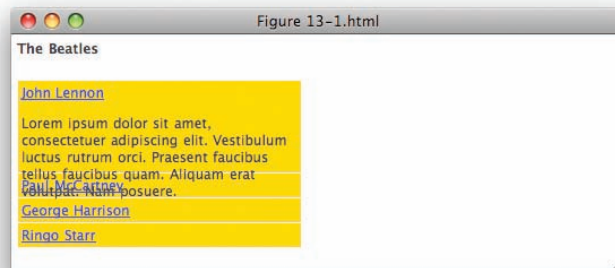 Figure 13-1.html
The Beatles
John Lennon
Lorem ipsum dolor sit amet,
consectetuer adipiscing elit. Vestibulum
luctus rutrum orci. Praesent faucibus
tellus faucibus quam. Aliquam erat
Paul McCartney
volutpat. Nam posuere.
George Harrison
Ringo Starr